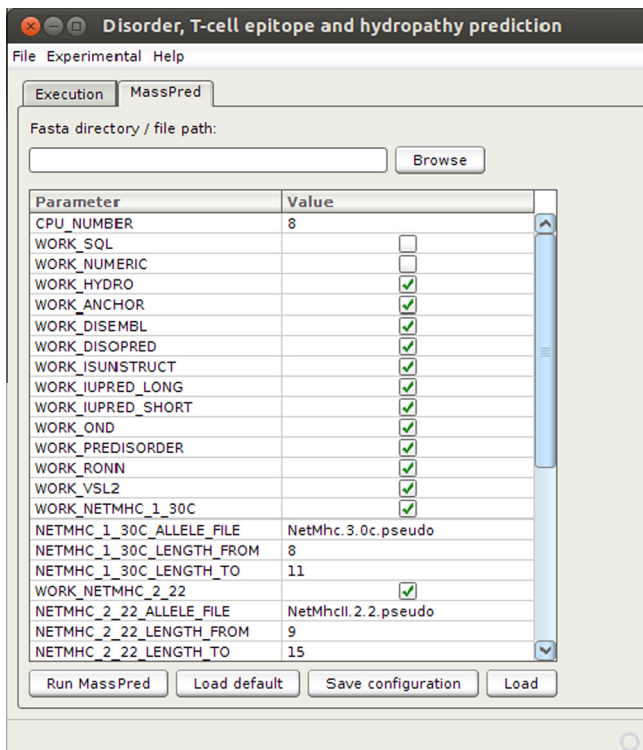 Disorder, T-cell epitope and hydropathy prediction
File Experimental Help
Execution MassPred
Fasta directory / file path:
Browse
Parameter Value
CPU_NUMBER 8
WORK_SQL
WORK_NUMERIC
WORK_HYDRO
WORK_ANCHOR
WORK_DISEMBL
WORK_DISOPRED
WORK_ISUNSTRUCT
WORK_IUPRED_LONG
WORK_IUPRED_SHORT
WORK_OND
WORK_PREDISORDER
WORK_RONN
WORK_VSL2
WORK_NETMHC_1_30C
NETMHC_1_30C_ALLELE_FILE NetMhc.3.0c.pseudo
NETMHC_1_30C_LENGTH_FROM 8
NETMHC_1_30C_LENGTH_TO 11
WORK_NETMHC_2_22
NETMHC_2_22_ALLELE_FILE NetMhcII.2.2.pseudo
NETMHC_2_22_LENGTH_FROM 9
NETMHC_2_22_LENGTH_TO 15
Run MassPred Load default Save configuration Load